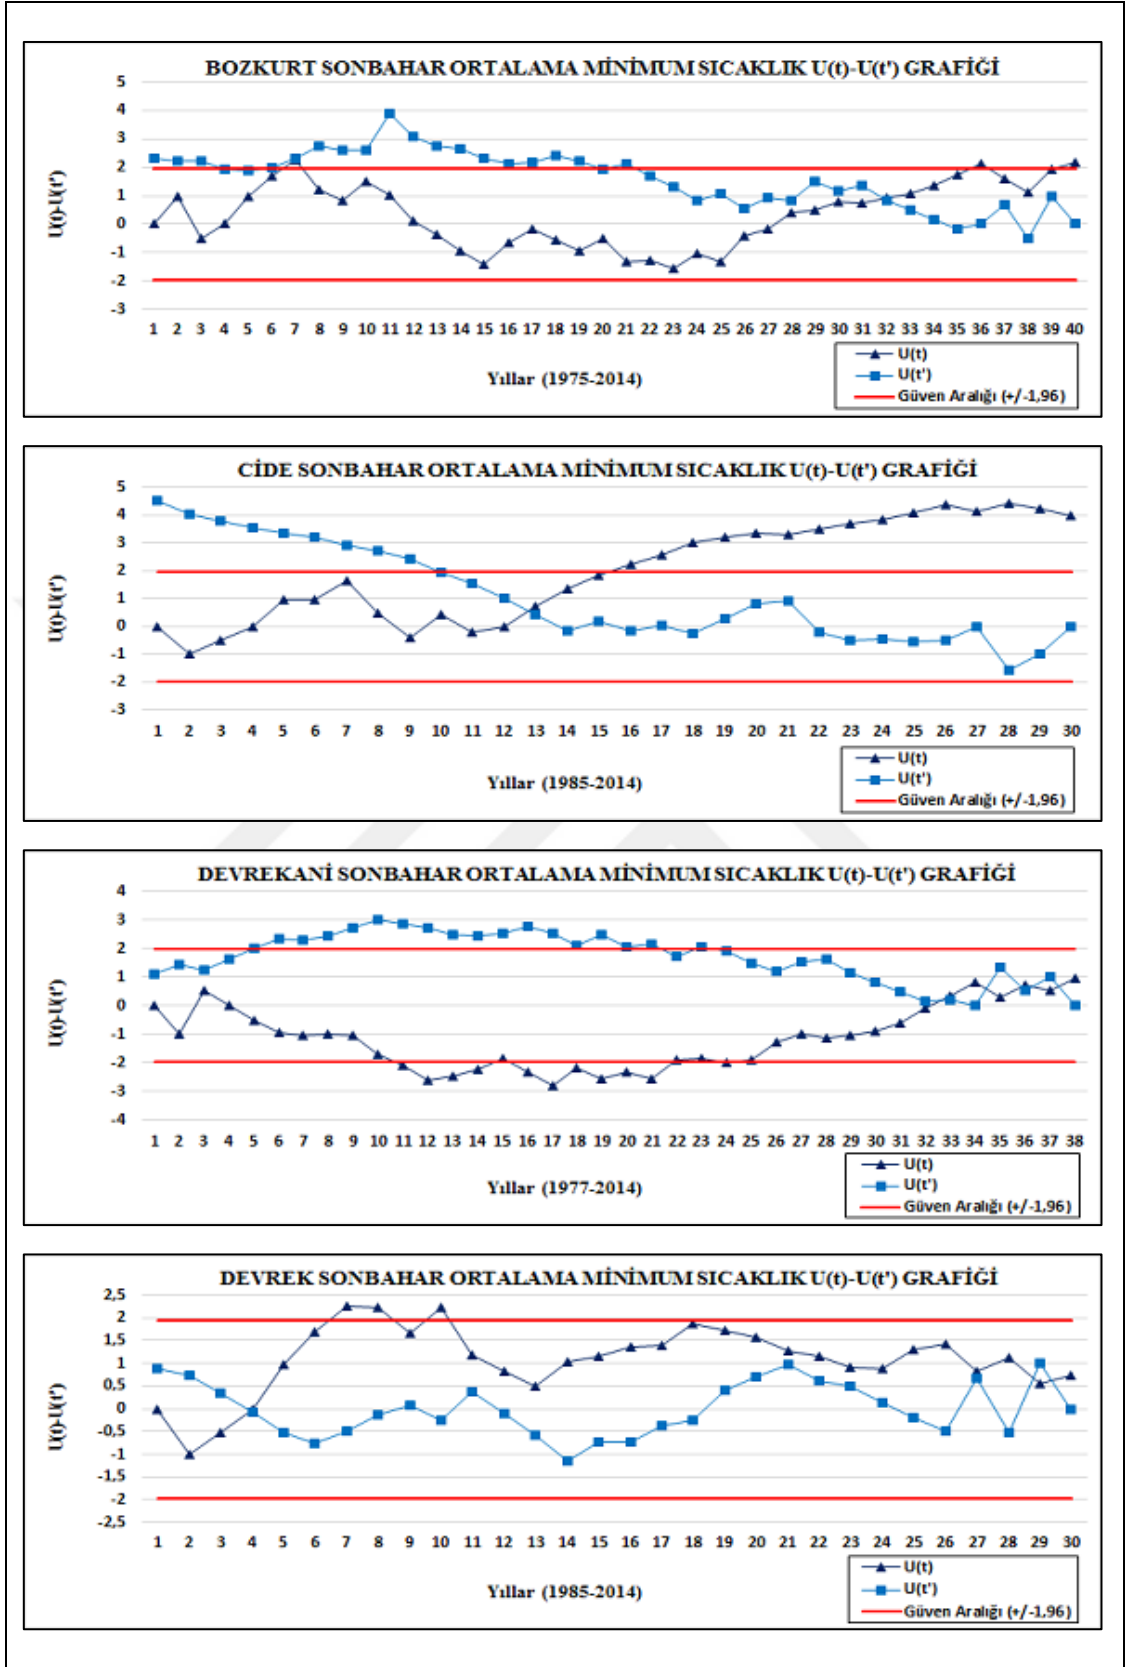 BOZKURT SONBAHAR ORTALAMA MİNİMUM SICAKLIK U(t)-U(t') GRAFİĞİ
5
4
3
2
1
0
-1
-2
-3
U(t)-U(t')
1 2 3 4 5 6 7 8 9 10 11 12 13 14 15 16 17 18 19 20 21 22 23 24 25 26 27 28 29 30 31 32 33 34 35 36 37 38 39 40
Yıllar (1975-2014)
U(t)
U(t')
Güven Aralığı (+/-1,96)
CİDE SONBAHAR ORTALAMA MİNİMUM SICAKLIK U(t)-U(t') GRAFİĞİ
5
4
3
2
1
0
-1
-2
-3
U(t)-U(t')
1 2 3 4 5 6 7 8 9 10 11 12 13 14 15 16 17 18 19 20 21 22 23 24 25 26 27 28 29 30
Yıllar (1985-2014)
U(t)
U(t')
Güven Aralığı (+/-1,96)
DEVREKANİ SONBAHAR ORTALAMA MİNİMUM SICAKLIK U(t)-U(t') GRAFİĞİ
4
3
2
1
0
-1
-2
-3
-4
U(t)-U(t')
1 2 3 4 5 6 7 8 9 10 11 12 13 14 15 16 17 18 19 20 21 22 23 24 25 26 27 28 29 30 31 32 33 34 35 36 37 38
Yıllar (1977-2014)
U(t)
U(t')
Güven Aralığı (+/-1,96)
DEVREK SONBAHAR ORTALAMA MİNİMUM SICAKLIK U(t)-U(t') GRAFİĞİ
2,5
2
1,5
1
0,5
0
-0,5
-1
-1,5
-2
-2,5
U(t)-U(t')
1 2 3 4 5 6 7 8 9 10 11 12 13 14 15 16 17 18 19 20 21 22 23 24 25 26 27 28 29 30
Yıllar (1985-2014)
U(t)
U(t')
Güven Aralığı (+/-1,96)